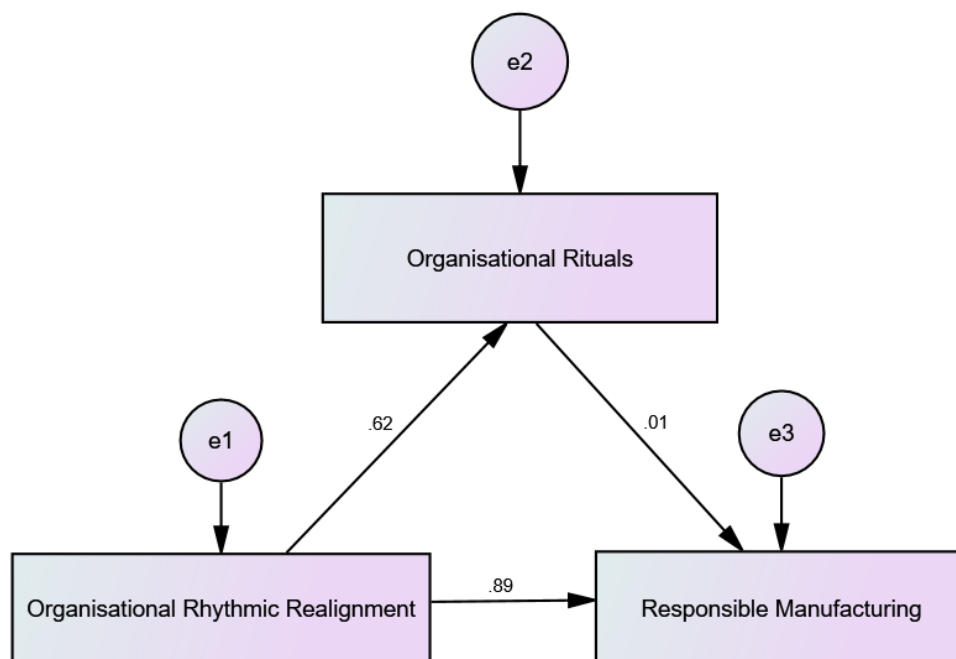 e2
Organisational Rituals
.62
.01
e1
e3
.89
Organisational Rhythmic Realignment
Responsible Manufacturing